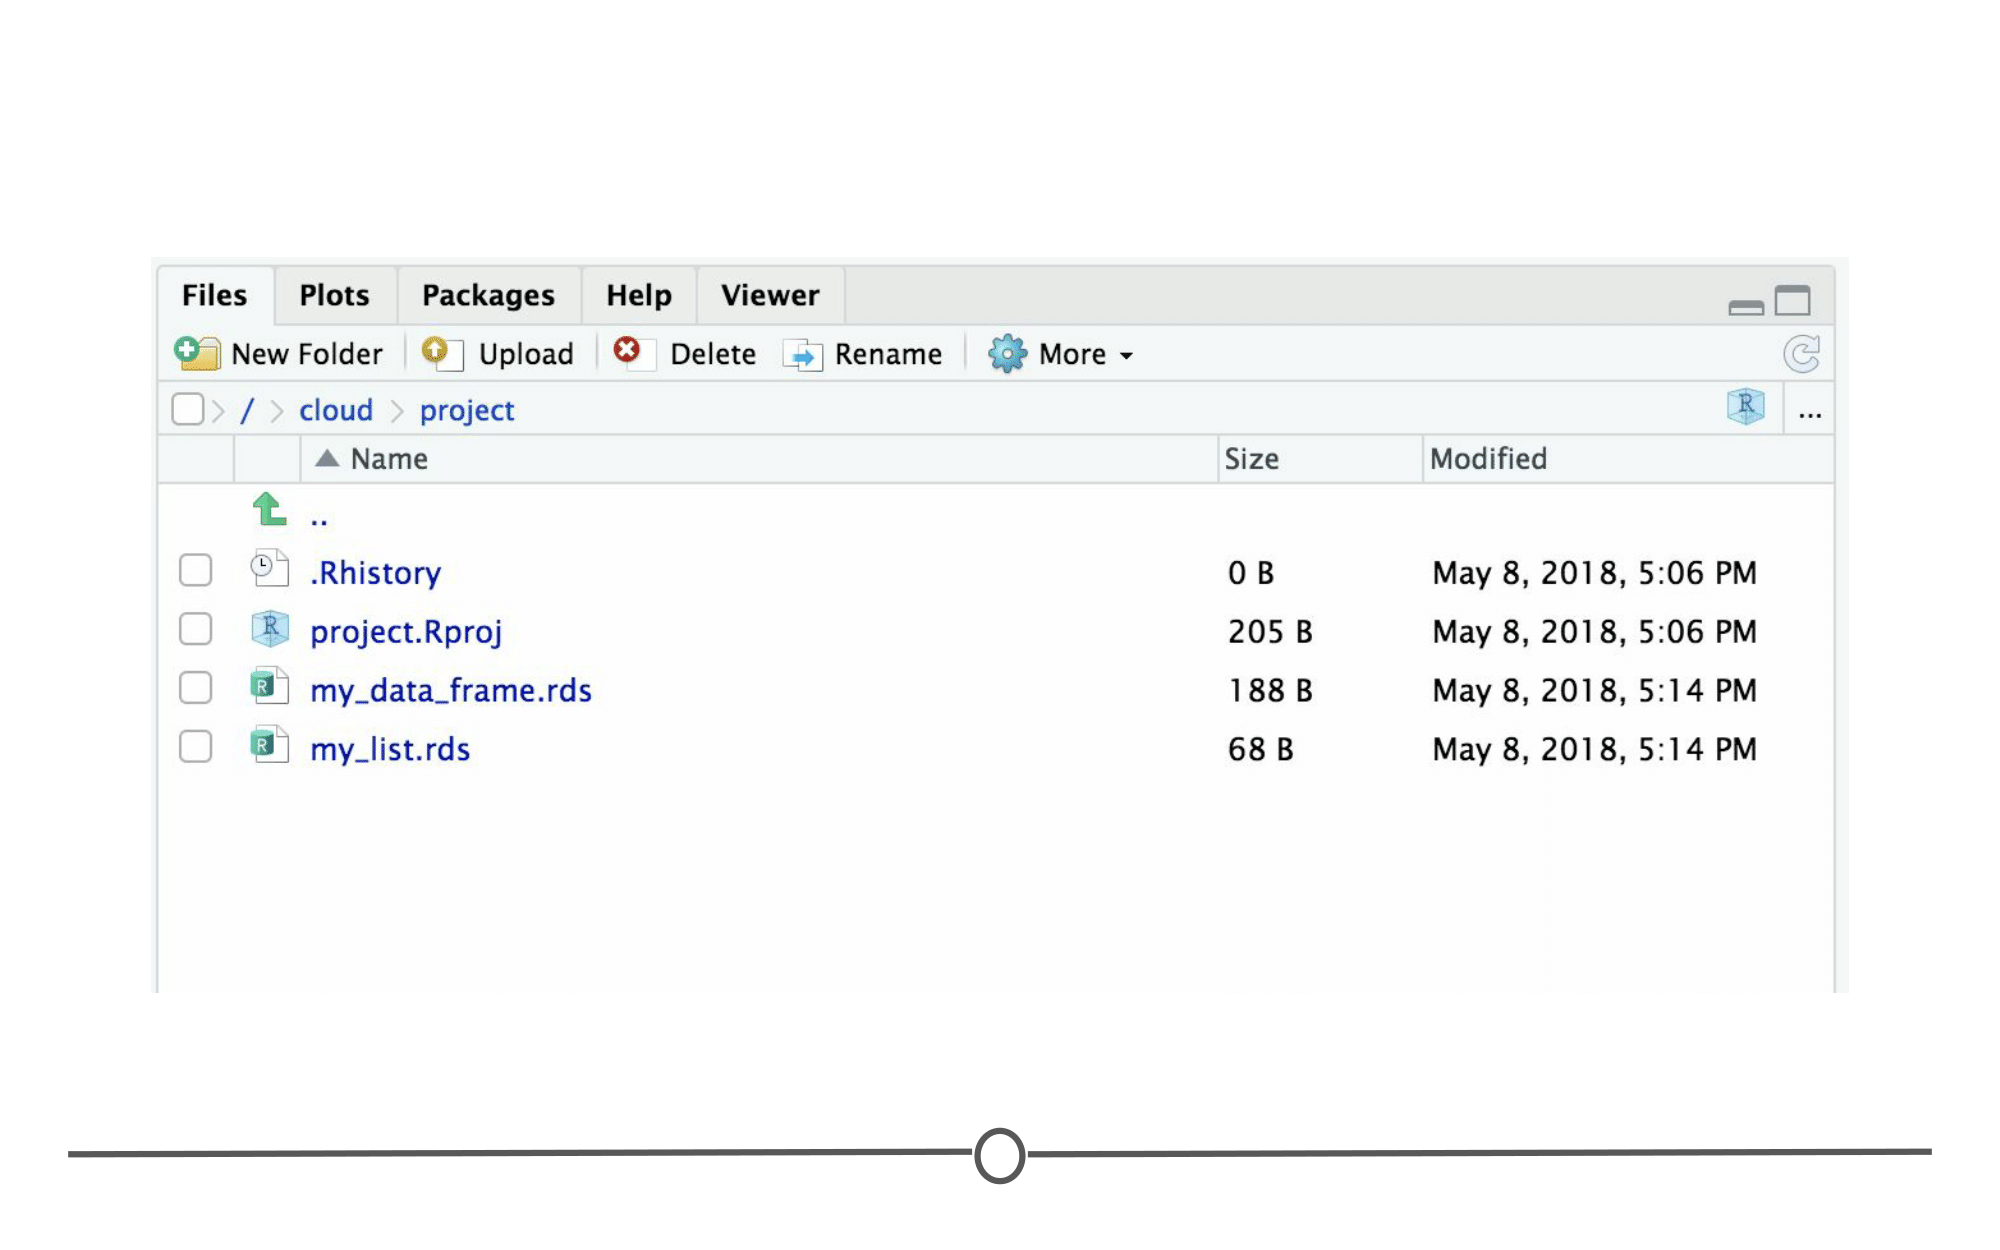 Files Plots Packages Help Viewer
New Folder Upload Delete Rename More
/ cloud project ...
Name Size Modified
..
.Rhistory 0 B May 8, 2018, 5:06 PM
project.Rproj 205 B May 8, 2018, 5:06 PM
my_data_frame.rds 188 B May 8, 2018, 5:14 PM
my_list.rds 68 B May 8, 2018, 5:14 PM